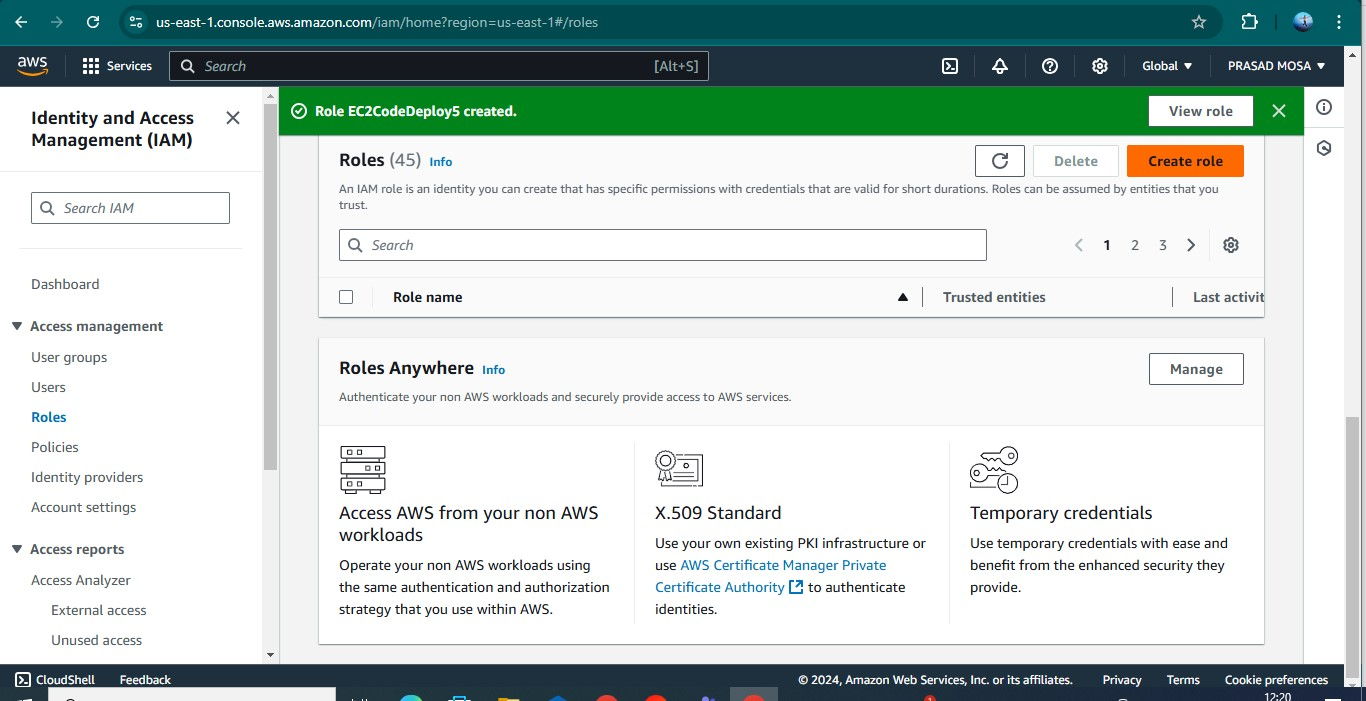 us-east-1.console.aws.amazon.com/iam/home?region=us-east-1#/roles
aws
Services
Search
[Alt+S]
Global
PRASAD MOSA
Identity and Access
Management (IAM)
Search IAM
Dashboard
Access management
User groups
Users
Roles
Policies
Identity providers
Account settings
Access reports
Access Analyzer
External access
Unused access
Role EC2CodeDeploy5 created.
View role
Roles (45) Info
Delete
Create role
An IAM role is an identity you can create that has specific permissions with credentials that are valid for short durations. Roles can be assumed by entities that you
trust.
Search
1 2 3
Role name
Trusted entities
Last activit
Roles Anywhere Info
Manage
Authenticate your non AWS workloads and securely provide access to AWS services.
Access AWS from your non AWS
workloads
Operate your non AWS workloads using
the same authentication and authorization
strategy that you use within AWS.
X.509 Standard
Use your own existing PKI infrastructure or
use AWS Certificate Manager Private
Certificate Authority to authenticate
identities.
Temporary credentials
Use temporary credentials with ease and
benefit from the enhanced security they
provide.
CloudShell
Feedback
© 2024, Amazon Web Services, Inc. or its affiliates.
Privacy
Terms
Cookie preferences
12:20